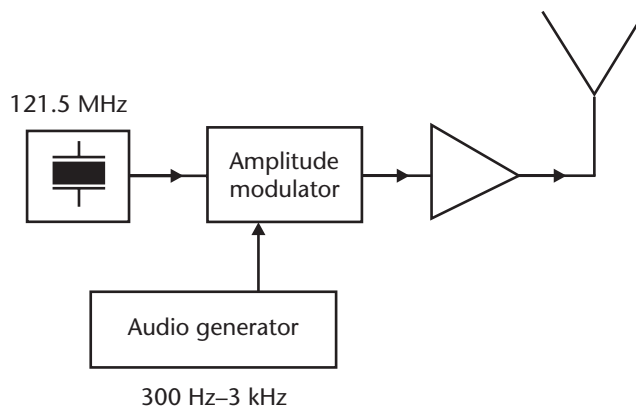 121.5 MHz
Amplitude
modulator
Audio generator
300 Hz–3 kHz